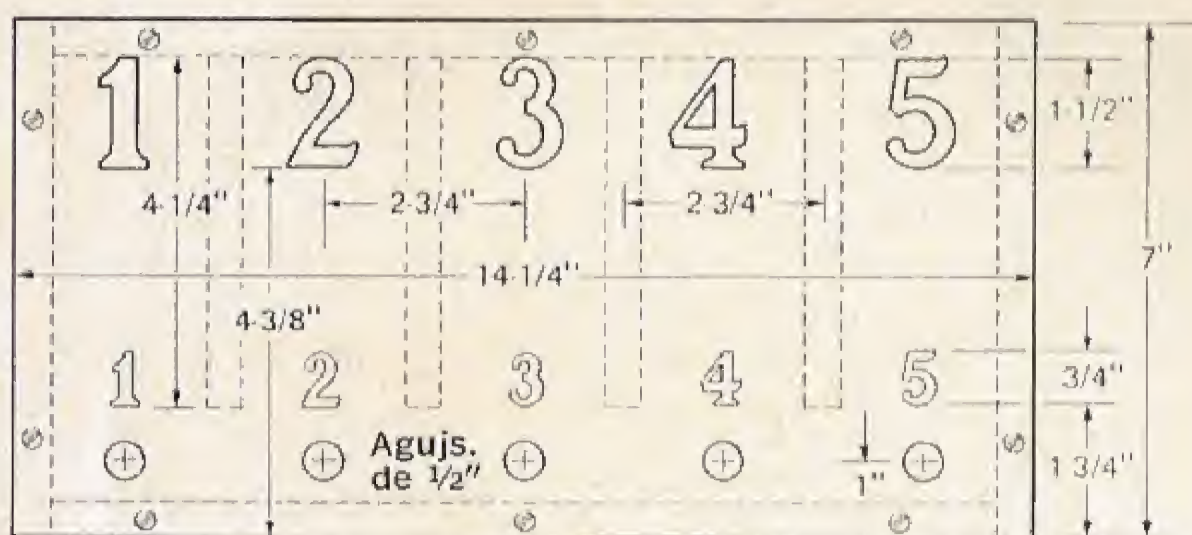 1 2 3 4 5
1-1/2"
4-1/4" 2-3/4" 2-3/4"
14-1/4" 7"
4-3/8"
1 2 3 4 5 3/4"
Agujs.
de 1/2" 1" 1 3/4"